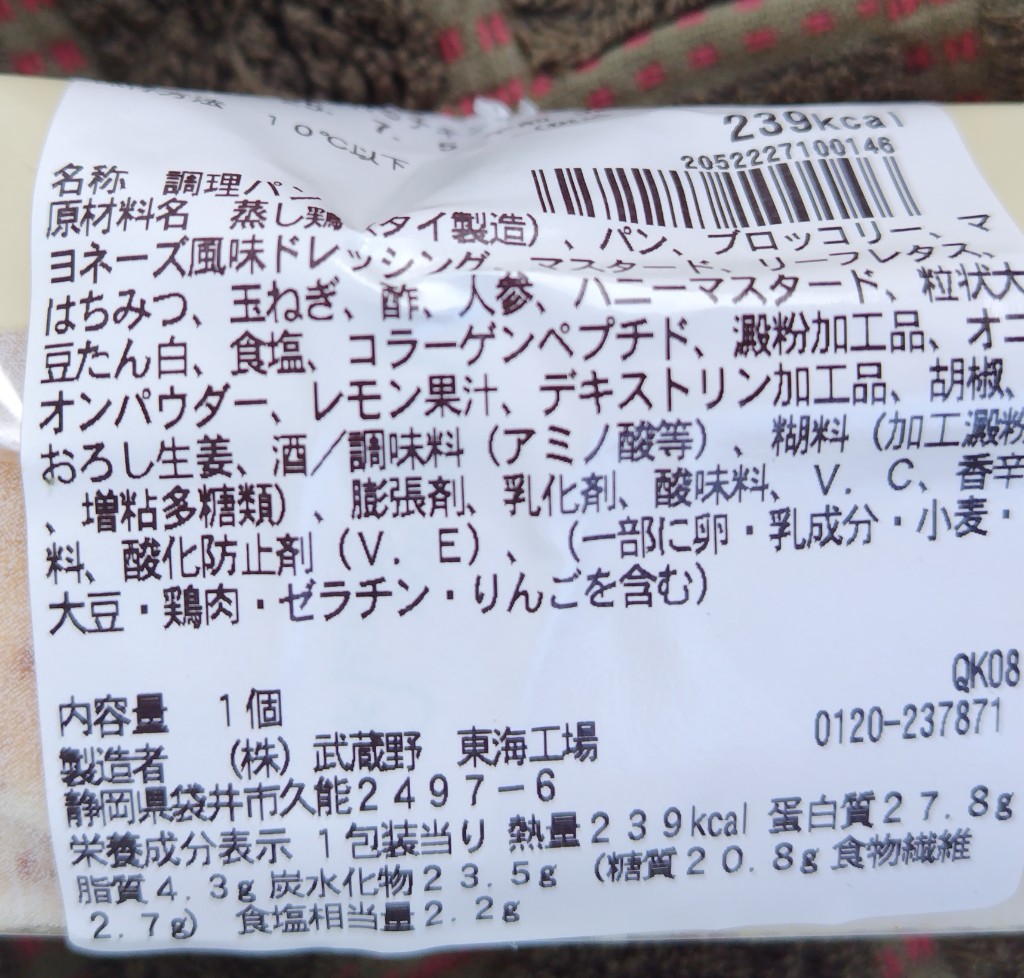 方法
7.
10℃以下
239kcal
2052227100146
名称 調理パン
原材料名 蒸し鶏(タイ製造)、パン、ブロッコリー、マ
ヨネーズ風味ドレッシング、マスタード、リーフレタス、
はちみつ、玉ねぎ、酢、人参、ハニーマスタード、粒状大
豆たん白、食塩、コラーゲンペプチド、澱粉加工品、オニ
オンパウダー、レモン果汁、デキストリン加工品、胡椒、
おろし生姜、酒／調味料(アミノ酸等)、糊料(加工澱粉
、増粘多糖類)、膨張剤、乳化剤、酸味料、V. C、香辛
料、酸化防止剤(V. E)、(一部に卵・乳成分・小麦・
大豆・鶏肉・ゼラチン・りんごを含む)
QK08
内容量 1個
0120-237871
製造者 (株)武蔵野 東海工場
静岡県袋井市久能2497-6
栄養成分表示 1包装当り 熱量239kcal 蛋白質27.8g
脂質4.3g 炭水化物23.5g (糖質20.8g 食物繊維
2.7g) 食塩相当量2.2g